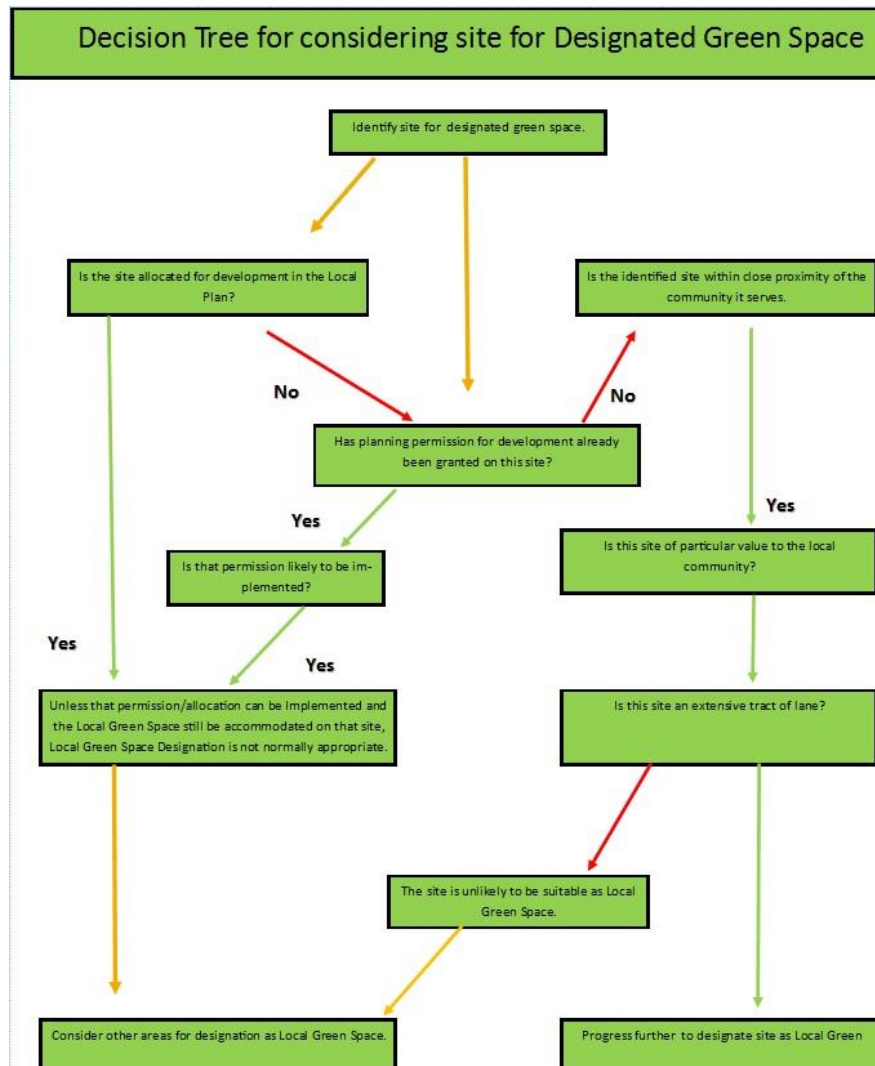 Decision Tree for considering site for Designated Green Space
Identify site for designated green space.
Is the site allocated for development in the Local
Plan?
Is the identified site within close proximity of the
community it serves.
No
No
Has planning permission for development already
been granted on this site?
Yes
Yes
Is that permission likely to be im-
plemented?
Is this site of particular value to the local
community?
Yes
Yes
Unless that permission/allocation can be implemented and
the Local Green Space still be accommodated on that site,
Local Green Space Designation is not normally appropriate.
Is this site an extensive tract of lane?
The site is unlikely to be suitable as Local
Green Space.
Consider other areas for designation as Local Green Space.
Progress further to designate site as Local Green